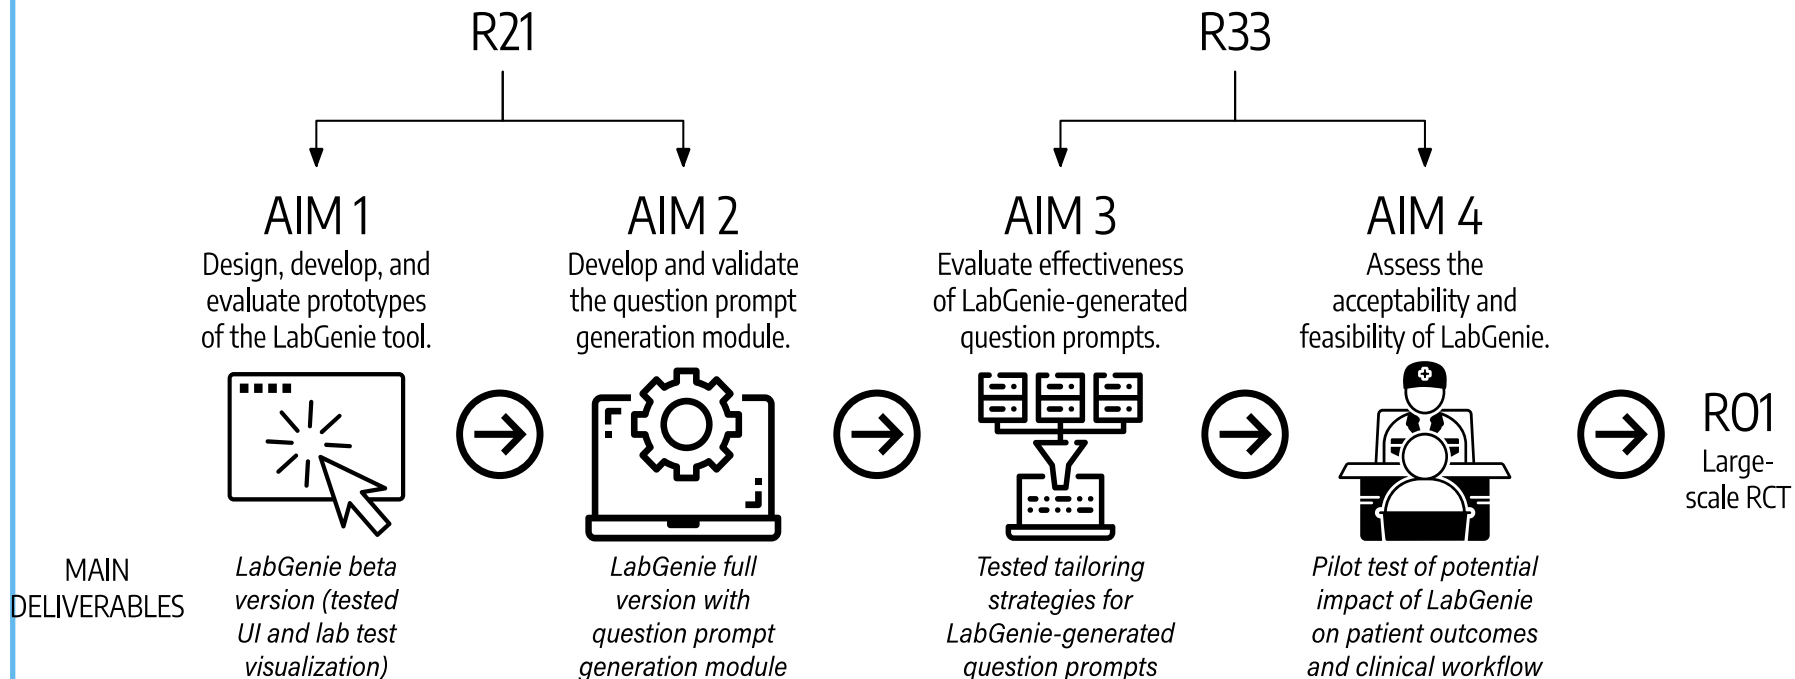 R21
R33
AIM 1
Design, develop, and
evaluate prototypes
of the LabGenie tool.
AIM 2
Develop and validate
the question prompt
generation module.
AIM 3
Evaluate effectiveness
of LabGenie-generated
question prompts.
AIM 4
Assess the
acceptability and
feasibility of LabGenie.
R01
Large-
scale RCT
MAIN
DELIVERABLES
LabGenie beta
version (tested
UI and lab test
visualization)
LabGenie full
version with
question prompt
generation module
Tested tailoring
strategies for
LabGenie-generated
question prompts
Pilot test of potential
impact of LabGenie
on patient outcomes
and clinical workflow